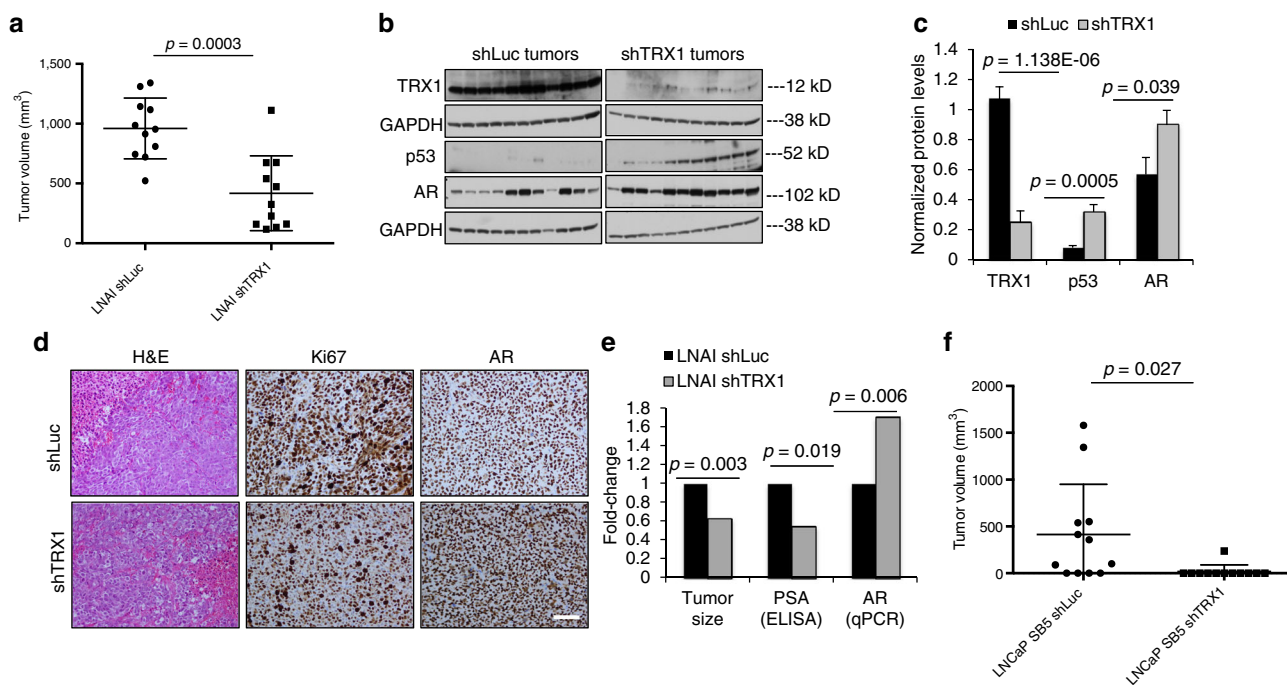 a
p = 0.0003
1,500
1,000
500
0
Tumor volume (mm³)
LNAI shLuc
LNAI shTRX1
b
shLuc tumors
shTRX1 tumors
TRX1
---12 kD
GAPDH
---38 kD
p53
---52 kD
AR
---102 kD
GAPDH
---38 kD
c
shLuc
shTRX1
1.4
1.2
1
0.8
0.6
0.4
0.2
0
Normalized protein levels
p = 1.138E-06
p = 0.039
p = 0.0005
TRX1
p53
AR
d
H&E
Ki67
AR
shLuc
shTRX1
e
LNAI shLuc
LNAI shTRX1
p = 0.006
p = 0.019
p = 0.003
1.8
1.6
1.4
1.2
1
0.8
0.6
0.4
0.2
0
Fold-change
Tumor size
PSA (ELISA)
AR (qPCR)
f
p = 0.027
2000
1500
1000
500
0
Tumor volume (mm³)
LNCaP SB5 shLuc
LNCaP SB5 shTRX1